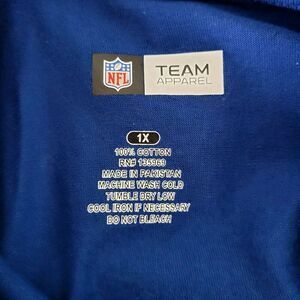 NFL
TEAM
APPAREL
1X
100% COTTON
RN# 135969
MADE IN PAKISTAN
MACHINE WASH COLD
TUMBLE DRY LOW
COOL IRON IF NECESSARY
DO NOT BLEACH